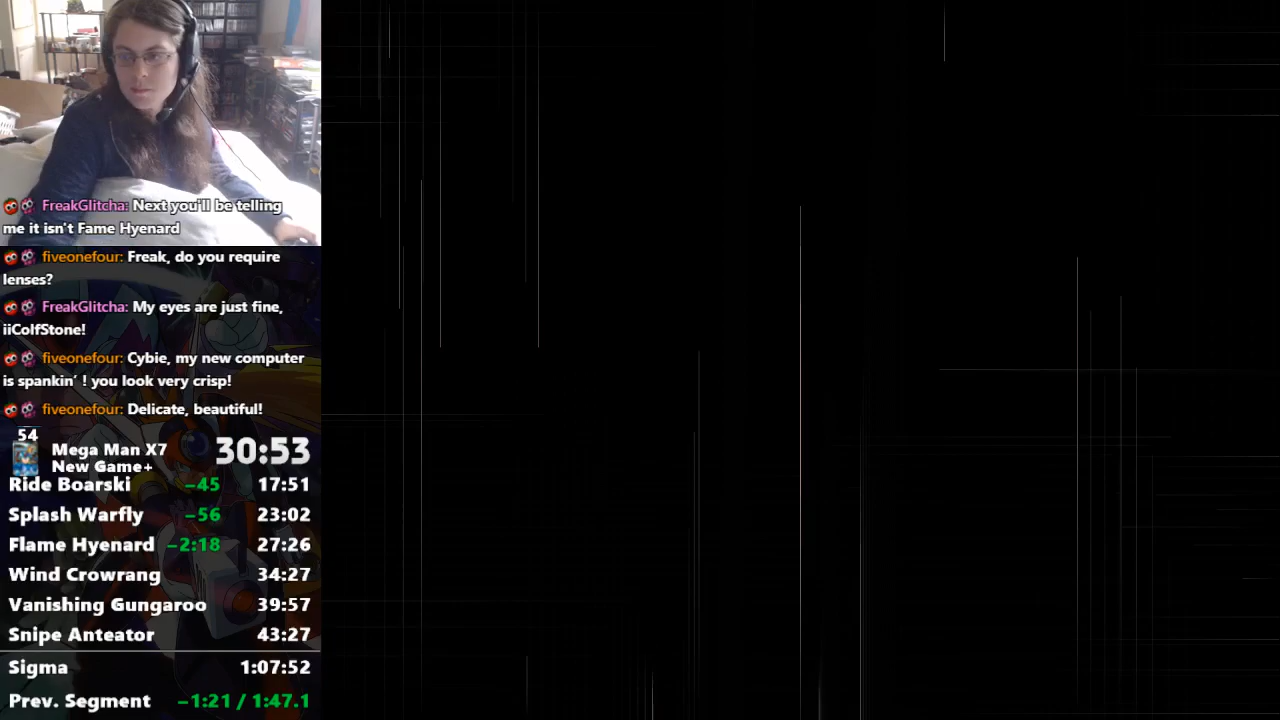 FreakGlitcha: Next you'll be telling
me it isn't Fame Hyenard
fiveonefour: Freak, do you require
lenses?
FreakGlitcha: My eyes are just fine,
iiColfStone!
fiveonefour: Cybie, my new computer
is spankin' ! you look very crisp!
fiveonefour: Delicate, beautiful!
54
Mega Man X7
New Game+
30:53
Ride Boarski -45 17:51
Splash Warfly -56 23:02
Flame Hyenard -2:18 27:26
Wind Crowrang 34:27
Vanishing Gungaroo 39:57
Snipe Anteator 43:27
Sigma 1:07:52
Prev. Segment -1:21 / 1:47.1